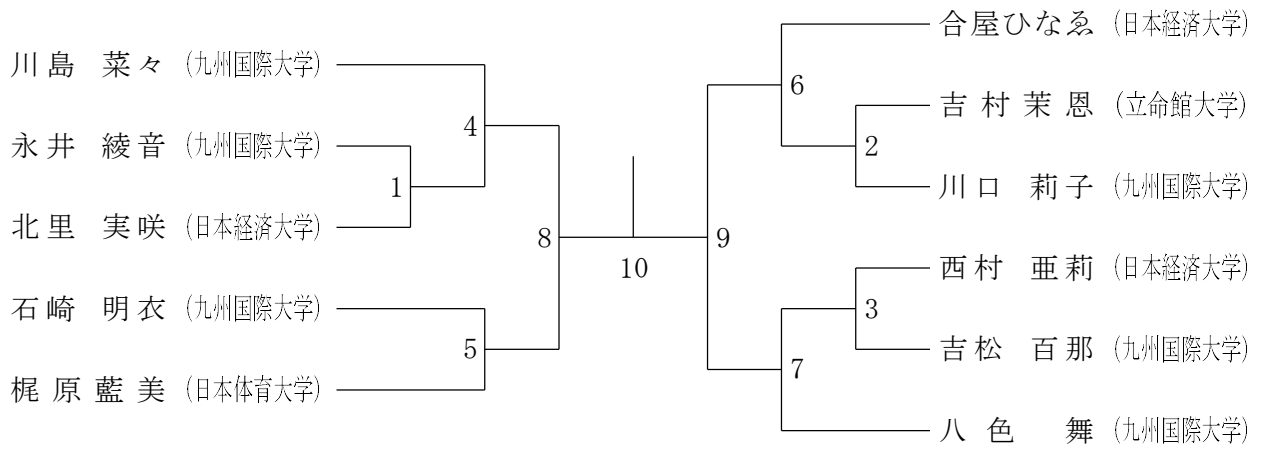 川島 菜々 (九州国際大学)
永井 綾音 (九州国際大学)
北里 実咲 (日本経済大学)
石崎 明衣 (九州国際大学)
梶原藍美 (日本体育大学)
1
4
5
8
10
9
6
2
3
7
合屋ひなゑ (日本経済大学)
吉村茉恩 (立命館大学)
川口 莉子 (九州国際大学)
西村 亜莉 (日本経済大学)
吉松 百那 (九州国際大学)
八色 舞 (九州国際大学)